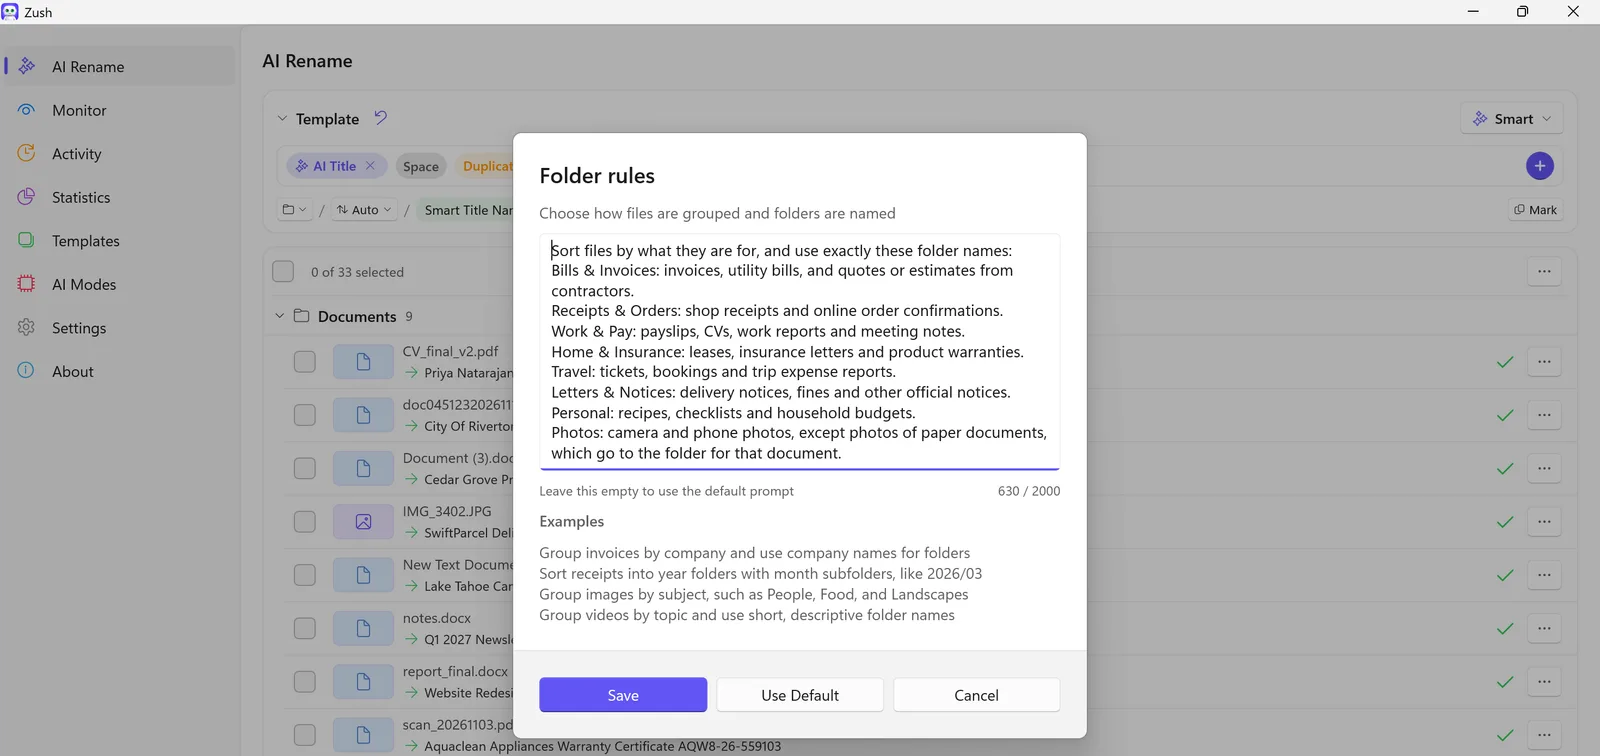 Zush
AI Rename
Monitor
Activity
Statistics
Templates
AI Modes
Settings
About
AI Rename
Template
Smart
AI Title
Space
Duplicat
Auto
Smart Title Nar
Mark
0 of 33 selected
Documents 9
CV_final_v2.pdf
Priya Natarajan
doc045123202611
City Of Riverton
Document (3).doc
Cedar Grove Pr
IMG_3402.JPG
SwiftParcel Deli
New Text Docume
Lake Tahoe Car
notes.docx
Q1 2027 Newsle
report_final.docx
Website Redesi
scan_20261103.pd
Aquaclean Appliances Warranty Certificate AQW8-26-559103
Folder rules
Choose how files are grouped and folders are named
Sort files by what they are for, and use exactly these folder names:
Bills & Invoices: invoices, utility bills, and quotes or estimates from
contractors.
Receipts & Orders: shop receipts and online order confirmations.
Work & Pay: payslips, CVs, work reports and meeting notes.
Home & Insurance: leases, insurance letters and product warranties.
Travel: tickets, bookings and trip expense reports.
Letters & Notices: delivery notices, fines and other official notices.
Personal: recipes, checklists and household budgets.
Photos: camera and phone photos, except photos of paper documents,
which go to the folder for that document.
Leave this empty to use the default prompt
630 / 2000
Examples
Group invoices by company and use company names for folders
Sort receipts into year folders with month subfolders, like 2026/03
Group images by subject, such as People, Food, and Landscapes
Group videos by topic and use short, descriptive folder names
Save
Use Default
Cancel